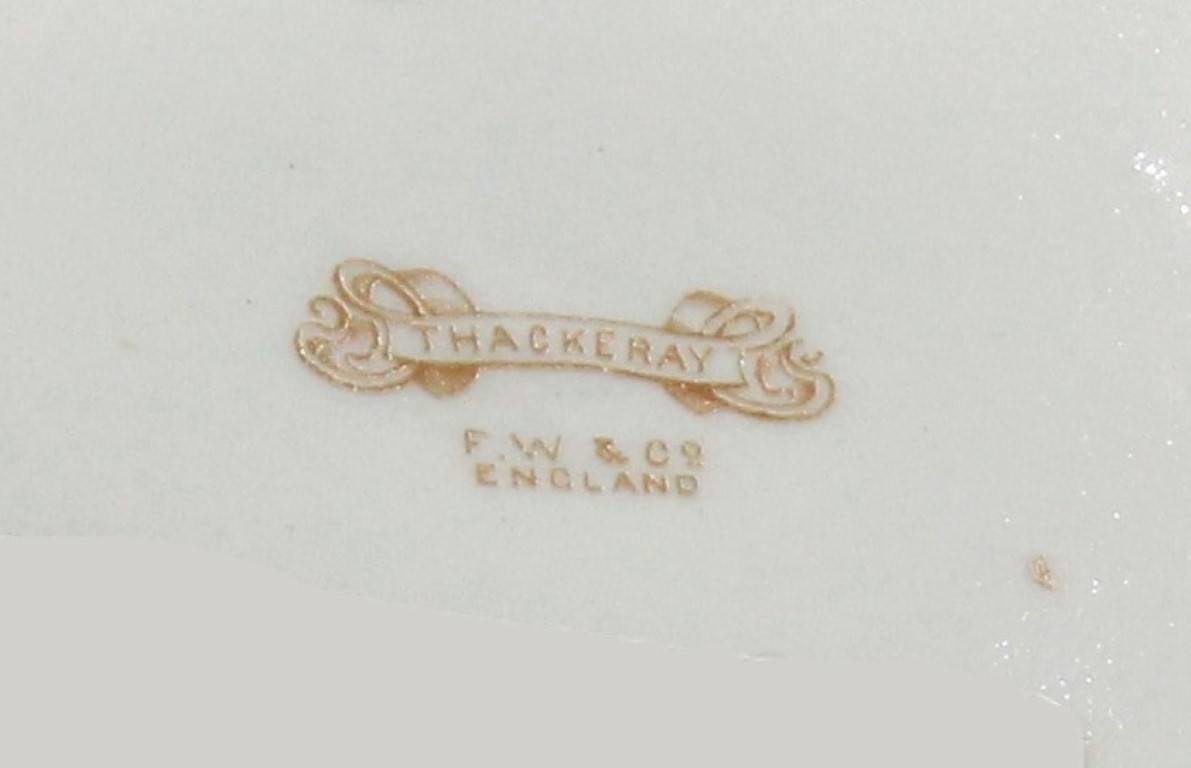 THACKERAY
F. W & Cº
ENGLAND